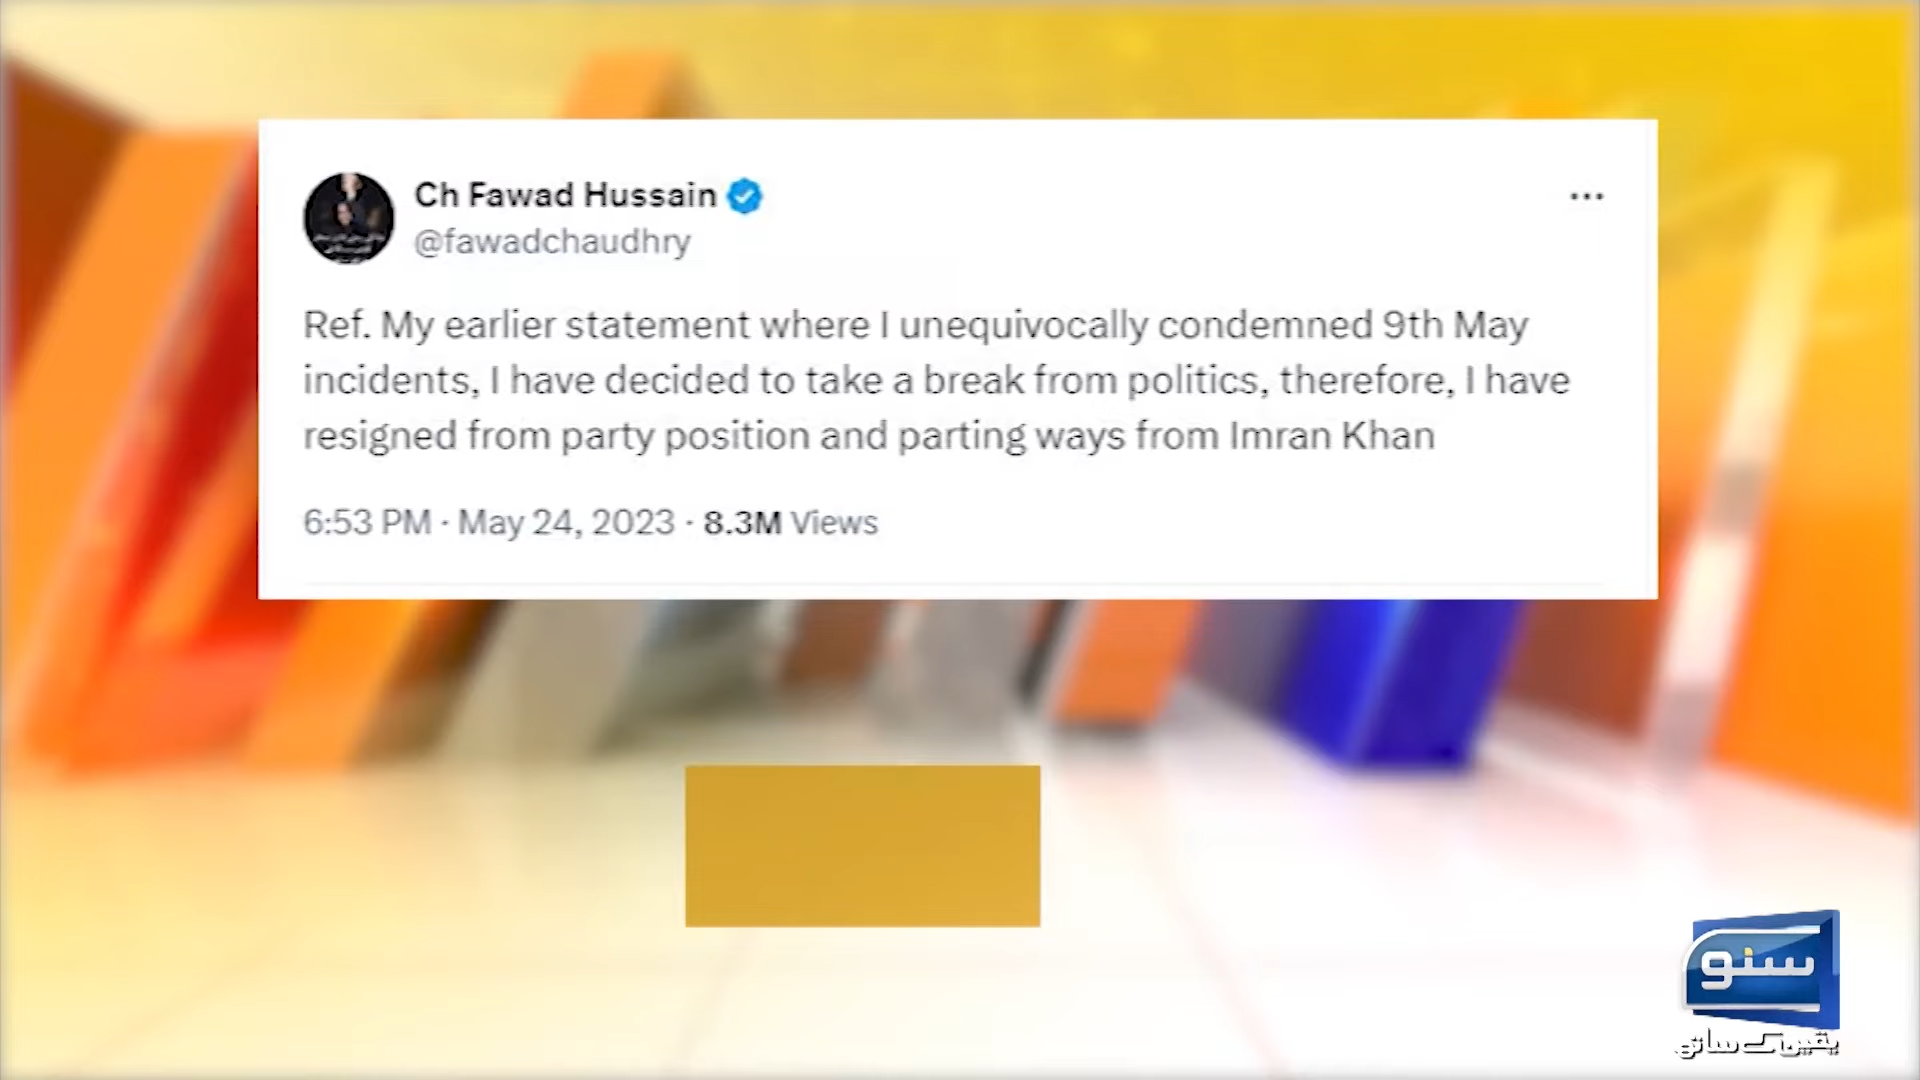 Ch Fawad Hussain
@fawadchaudhry
Ref. My earlier statement where I unequivocally condemned 9th May
incidents, I have decided to take a break from politics, therefore, I have
resigned from party position and parting ways from Imran Khan
6:53 PM · May 24, 2023 · 8.3M Views
سنو
یقین کے ساتھ